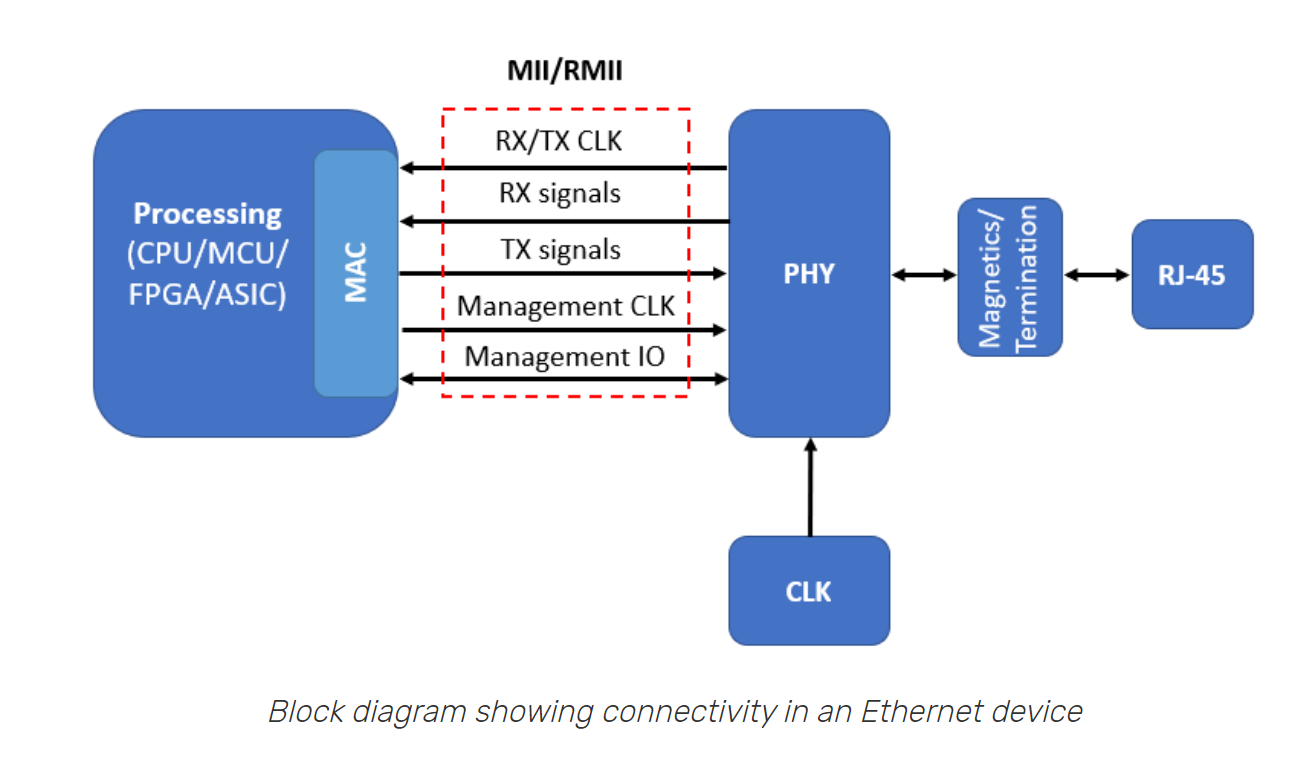 MII/RMII
RX/TX CLK
RX signals
TX signals
Management CLK
Management IO
Processing
(CPU/MCU/
FPGA/ASIC)
MAC
PHY
Magnetics/
Termination
RJ-45
CLK
Block diagram showing connectivity in an Ethernet device